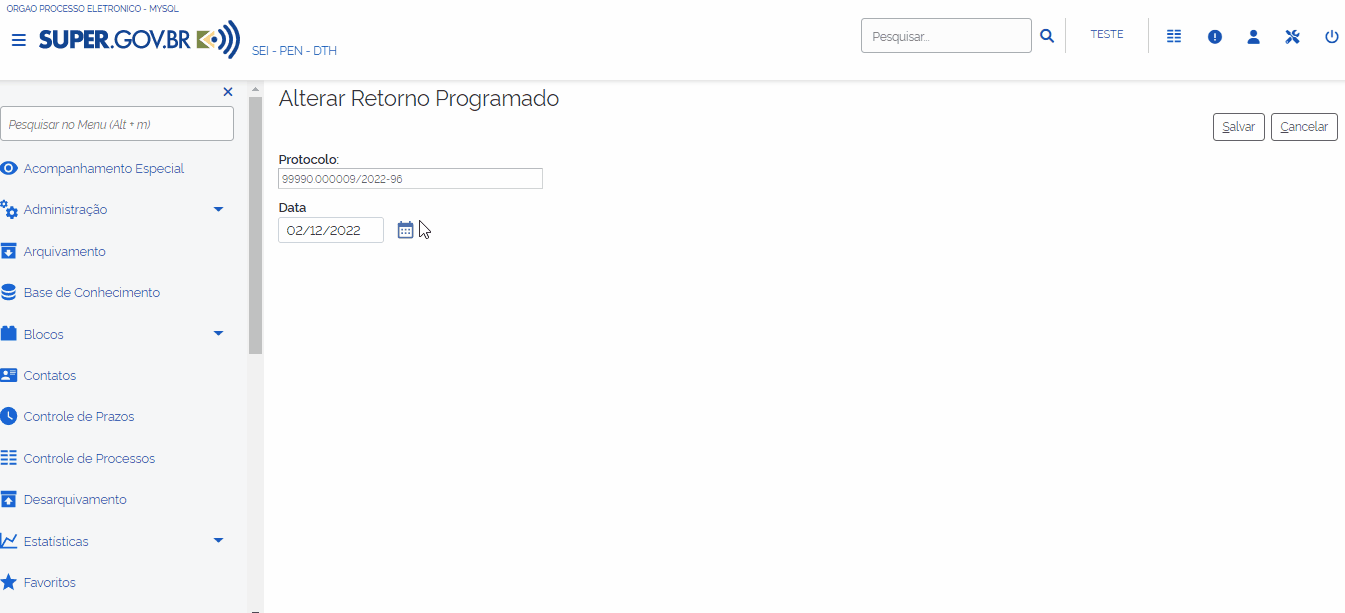 ORGAO PROCESSO ELETRONICO - MYSQL
SUPER.GOV.BR
SEI - PEN - DTH
Pesquisar...
TESTE
Pesquisar no Menu (Alt + m)
Acompanhamento Especial
Administração
Arquivamento
Base de Conhecimento
Blocos
Contatos
Controle de Prazos
Controle de Processos
Desarquivamento
Estatísticas
Favoritos
Alterar Retorno Programado
Salvar
Cancelar
Protocolo:
99990.000009/2022-96
Data
02/12/2022